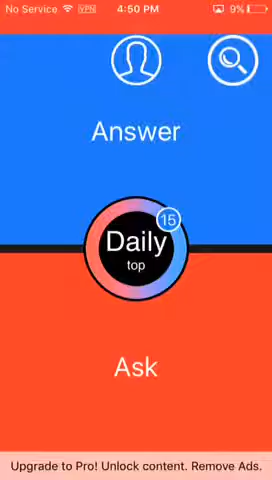 No Service VPN 4:50 PM 9%
Answer
15
Daily
top
Ask
Upgrade to Pro! Unlock content. Remove Ads.